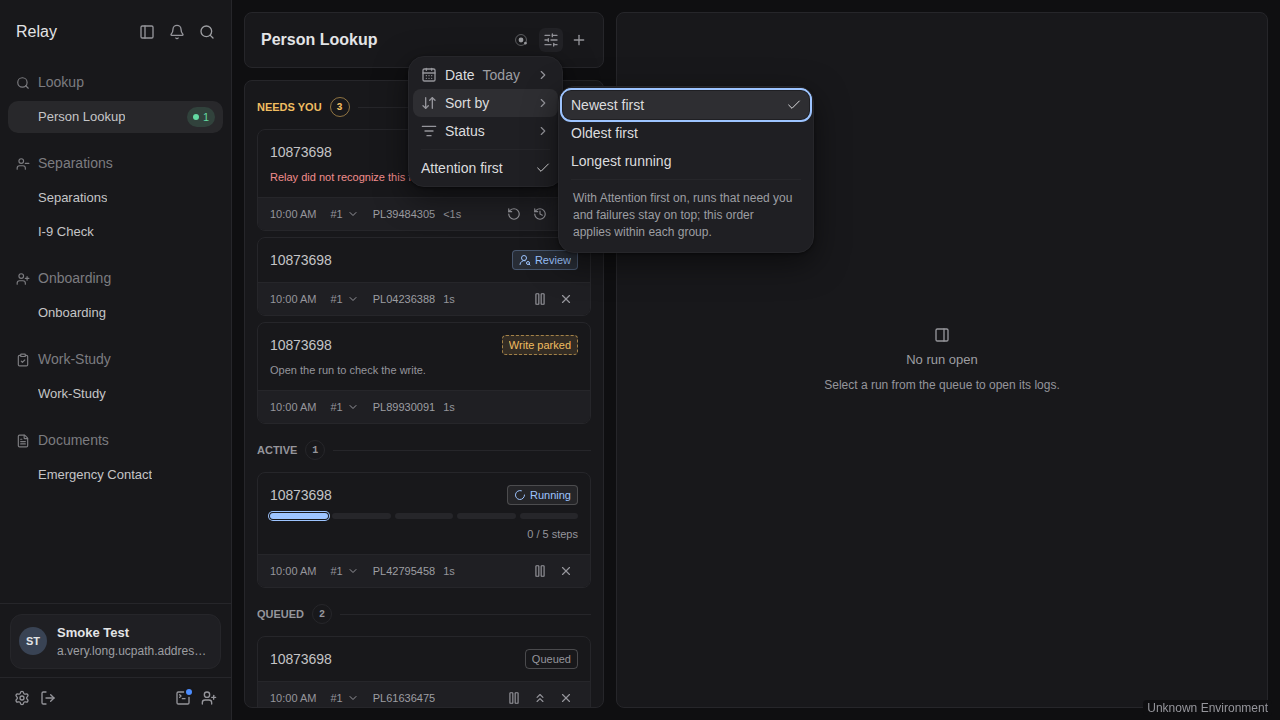 Relay
Lookup
Person Lookup 1
Separations
Separations
I-9 Check
Onboarding
Onboarding
Work-Study
Work-Study
Documents
Emergency Contact
ST
Smoke Test
a.very.long.ucpath.addres…
Person Lookup
Date Today
Sort by
Status
Attention first
Newest first
Oldest first
Longest running
With Attention first on, runs that need you
and failures stay on top; this order
applies within each group.
NEEDS YOU 3
10873698
Relay did not recognize this
10:00 AM #1 PL39484305 <1s
10873698 Review
10:00 AM #1 PL04236388 1s
10873698 Write parked
Open the run to check the write.
10:00 AM #1 PL89930091 1s
ACTIVE 1
10873698 Running
0 / 5 steps
10:00 AM #1 PL42795458 1s
QUEUED 2
10873698 Queued
10:00 AM #1 PL61636475
No run open
Select a run from the queue to open its logs.
Unknown Environment